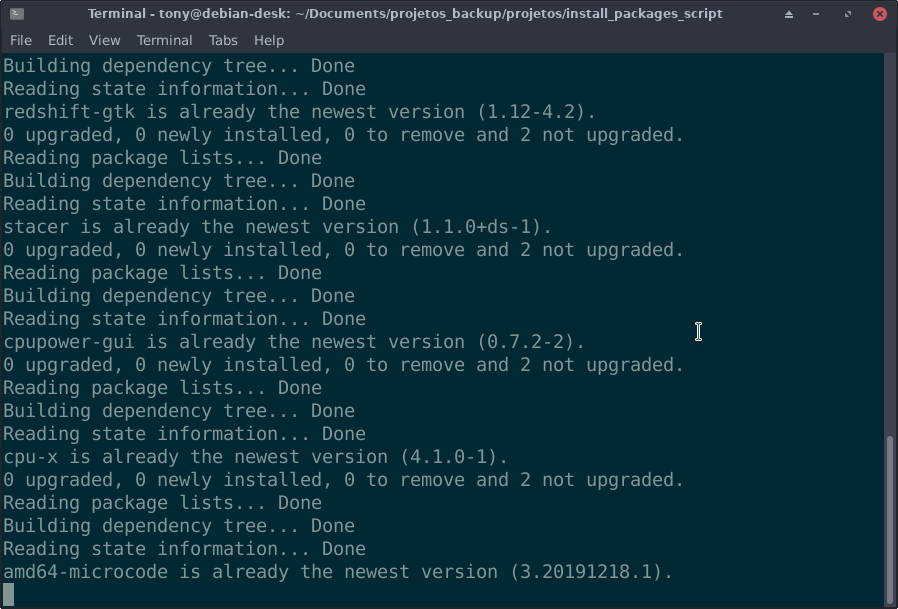 Terminal - tony@debian-desk: ~/Documents/projetos_backup/projetos/install_packages_script
File Edit View Terminal Tabs Help
Building dependency tree... Done
Reading state information... Done
redshift-gtk is already the newest version (1.12-4.2).
0 upgraded, 0 newly installed, 0 to remove and 2 not upgraded.
Reading package lists... Done
Building dependency tree... Done
Reading state information... Done
stacer is already the newest version (1.1.0+ds-1).
0 upgraded, 0 newly installed, 0 to remove and 2 not upgraded.
Reading package lists... Done
Building dependency tree... Done
Reading state information... Done
cpupower-gui is already the newest version (0.7.2-2).
0 upgraded, 0 newly installed, 0 to remove and 2 not upgraded.
Reading package lists... Done
Building dependency tree... Done
Reading state information... Done
cpu-x is already the newest version (4.1.0-1).
0 upgraded, 0 newly installed, 0 to remove and 2 not upgraded.
Reading package lists... Done
Building dependency tree... Done
Reading state information... Done
amd64-microcode is already the newest version (3.20191218.1).